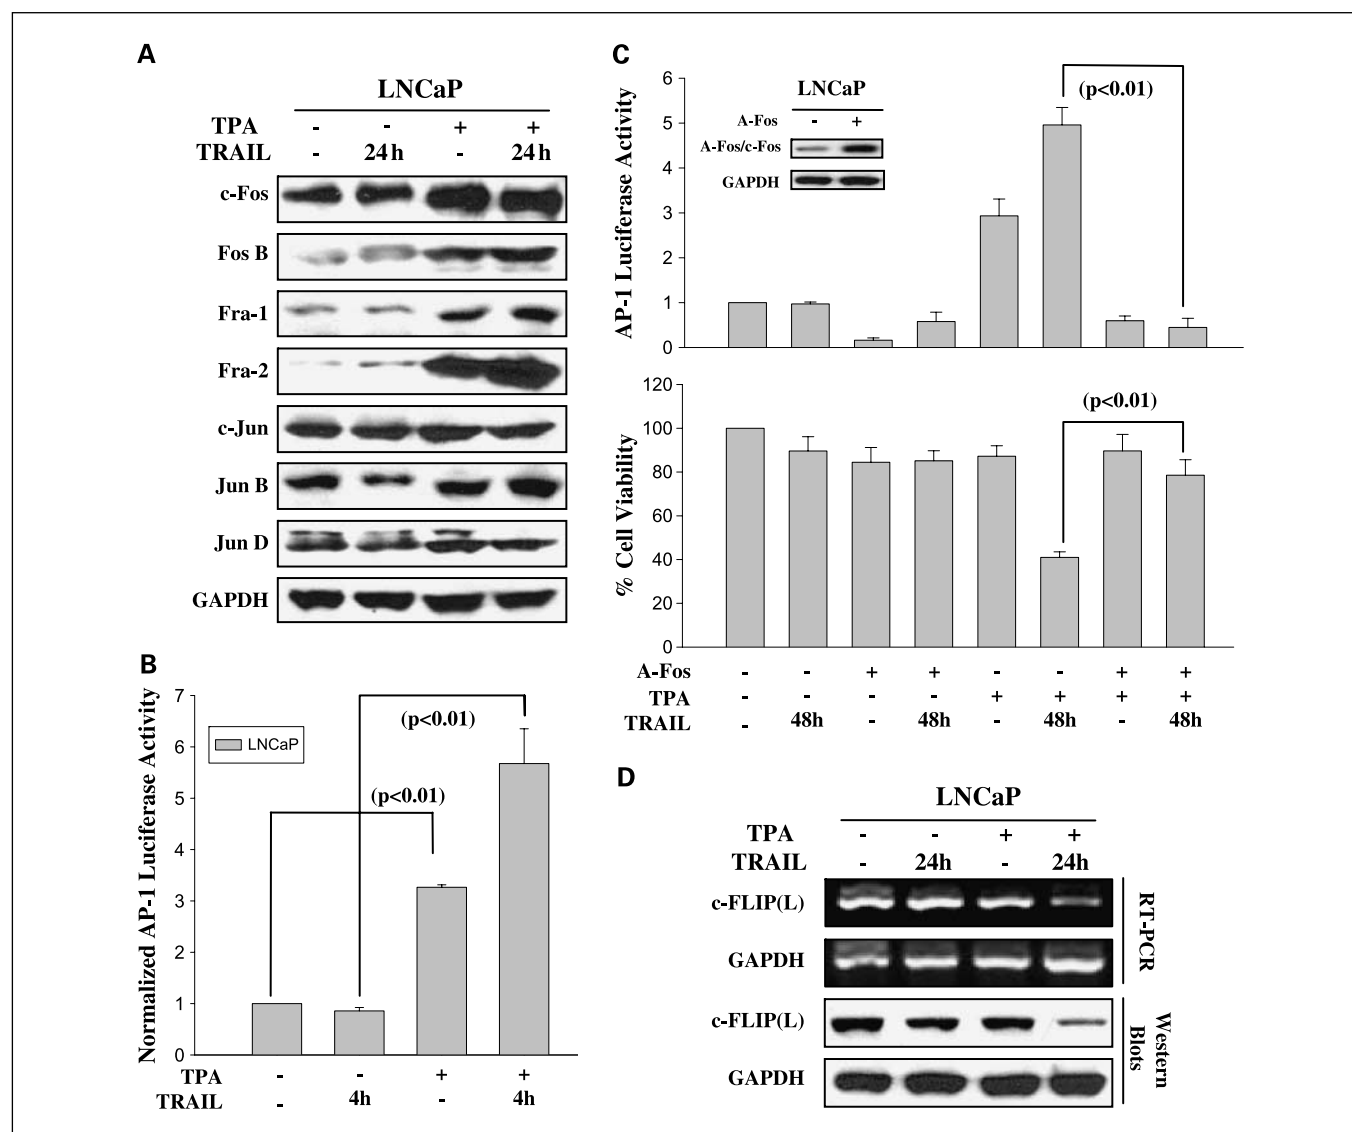 A
LNCaP
TPA - - + +
TRAIL - 24h - 24h
c-Fos
Fos B
Fra-1
Fra-2
c-Jun
Jun B
Jun D
GAPDH
B
Normalized AP-1 Luciferase Activity
7
6
5
4
3
2
1
0
LNCaP
(p<0.01)
(p<0.01)
TPA - - + +
TRAIL - 4h - 4h
C
AP-1 Luciferase Activity
6
5
4
3
2
1
0
LNCaP
A-Fos - +
A-Fos/c-Fos
GAPDH
(p<0.01)
% Cell Viability
120
100
80
60
40
20
0
(p<0.01)
A-Fos - - + + - - + +
TPA - - - - + + + +
TRAIL - 48h - 48h - 48h - 48h
D
LNCaP
TPA - - + +
TRAIL - 24h - 24h
c-FLIP(L)
GAPDH
RT-PCR
c-FLIP(L)
GAPDH
Western
Blots